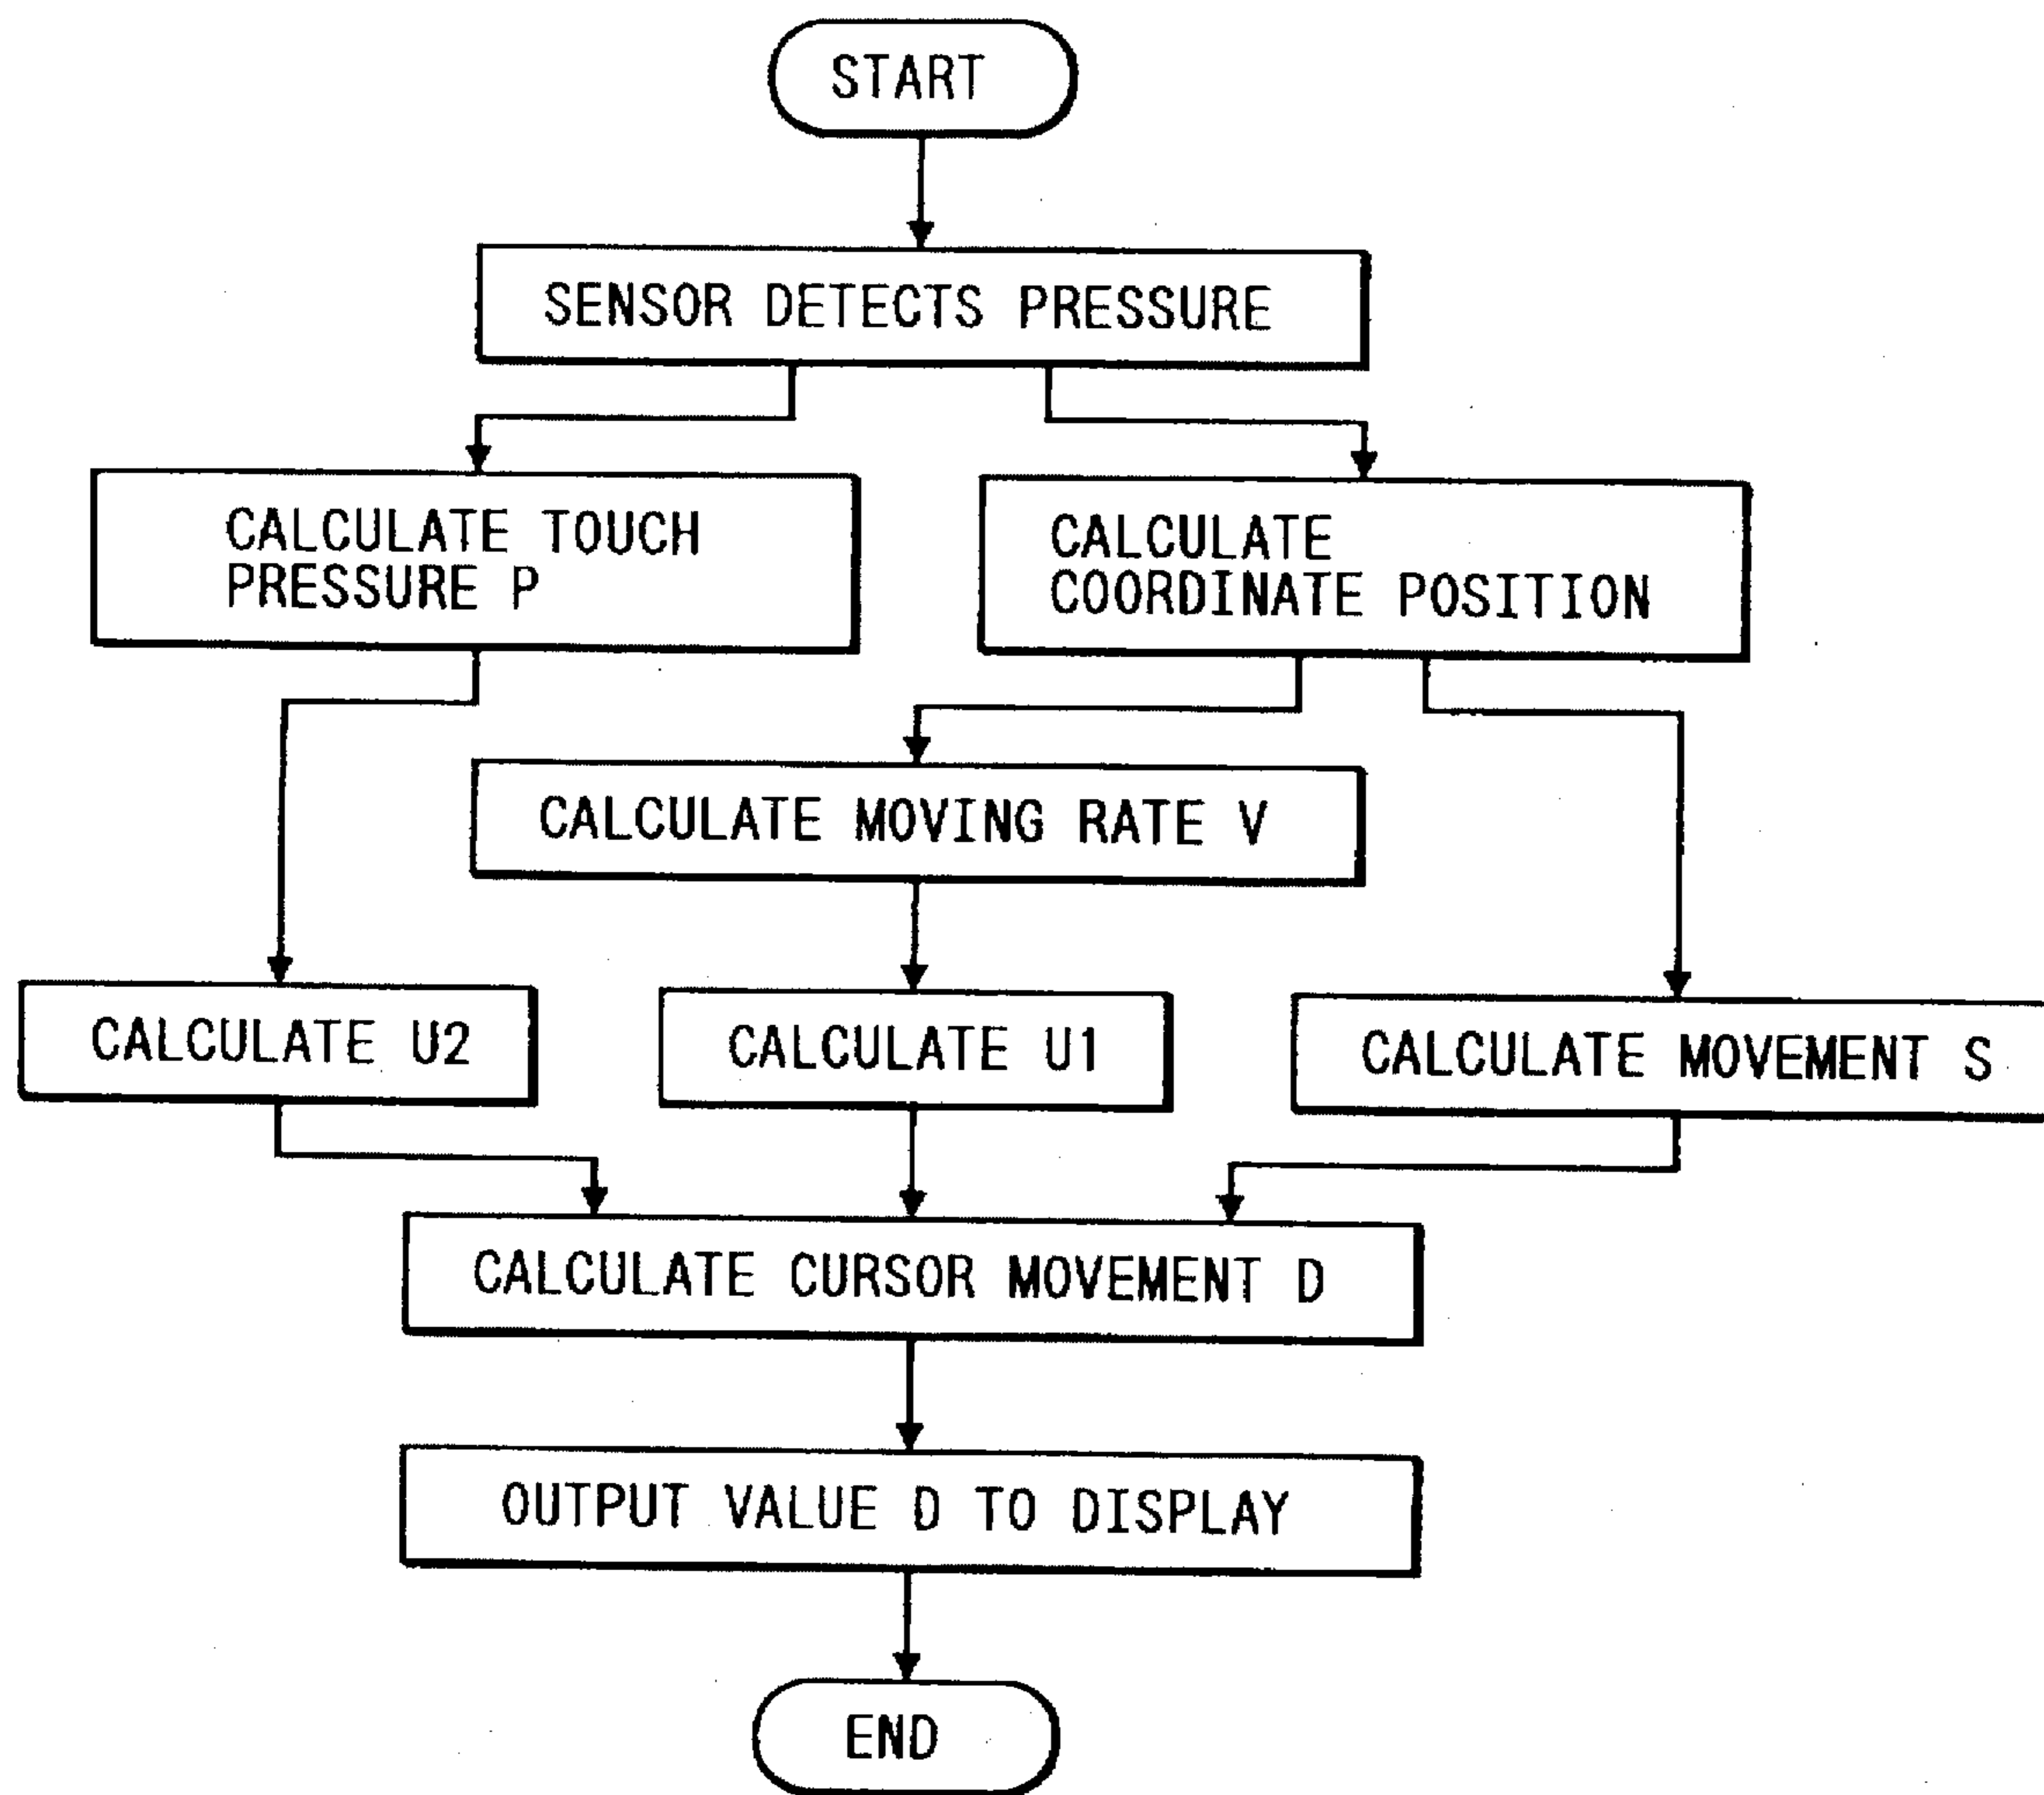 START
SENSOR DETECTS PRESSURE
CALCULATE TOUCH
PRESSURE P
CALCULATE
COORDINATE POSITION
CALCULATE MOVING RATE V
CALCULATE U2
CALCULATE U1
CALCULATE MOVEMENT S
CALCULATE CURSOR MOVEMENT D
OUTPUT VALUE D TO DISPLAY
END